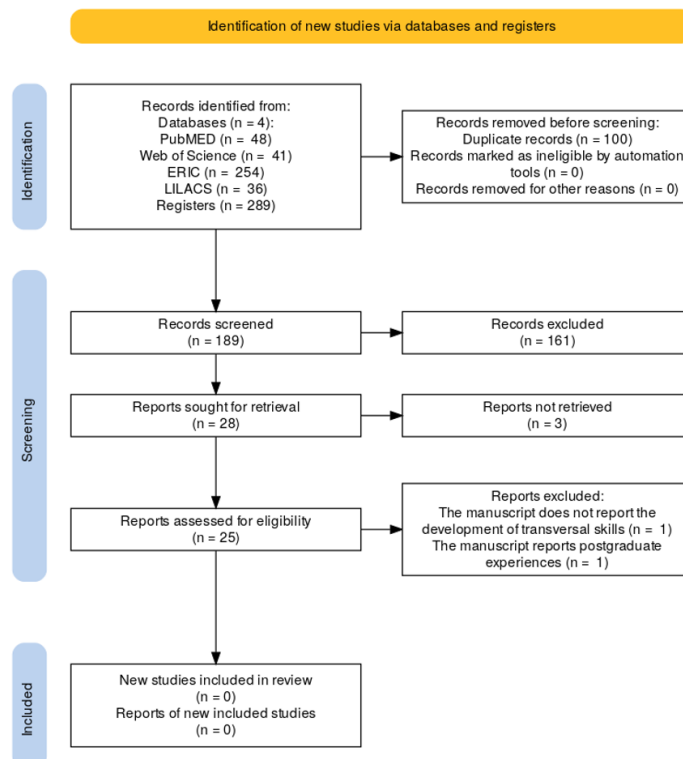 Identification of new studies via databases and registers
Identification
Records identified from:
Databases (n = 4):
PubMED (n = 48)
Web of Science (n = 41)
ERIC (n = 254)
LILACS (n = 36)
Registers (n = 289)
Records removed before screening:
Duplicate records (n = 100)
Records marked as ineligible by automation
tools (n = 0)
Records removed for other reasons (n = 0)
Screening
Records screened
(n = 189)
Records excluded
(n = 161)
Reports sought for retrieval
(n = 28)
Reports not retrieved
(n = 3)
Reports assessed for eligibility
(n = 25)
Reports excluded:
The manuscript does not report the
development of transversal skills (n = 1)
The manuscript reports postgraduate
experiences (n = 1)
Included
New studies included in review
(n = 0)
Reports of new included studies
(n = 0)